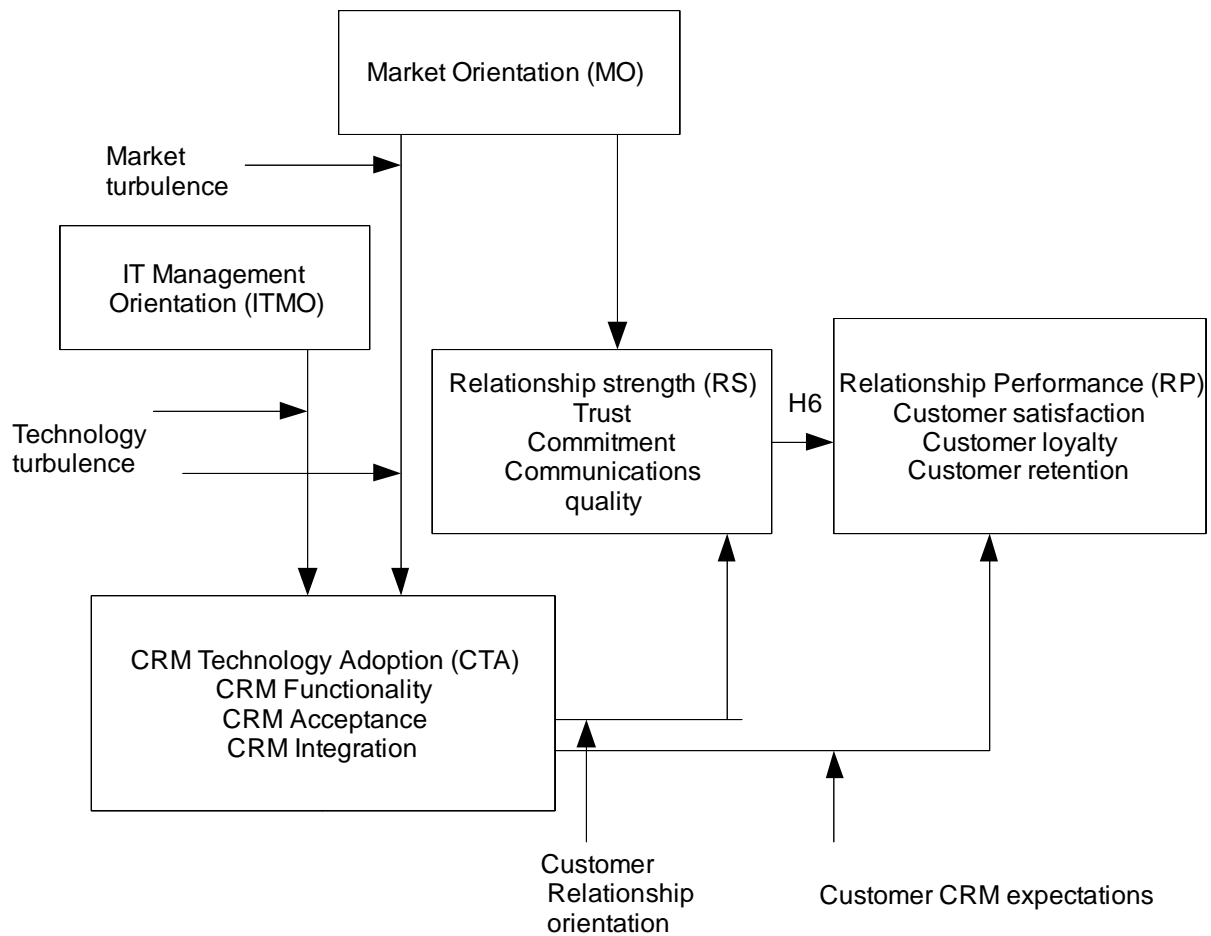 Market Orientation (MO)
Market
turbulence
IT Management
Orientation (ITMO)
Technology
turbulence
Relationship strength (RS)
Trust
Commitment
Communications
quality
H6
Relationship Performance (RP)
Customer satisfaction
Customer loyalty
Customer retention
CRM Technology Adoption (CTA)
CRM Functionality
CRM Acceptance
CRM Integration
Customer
Relationship
orientation
Customer CRM expectations